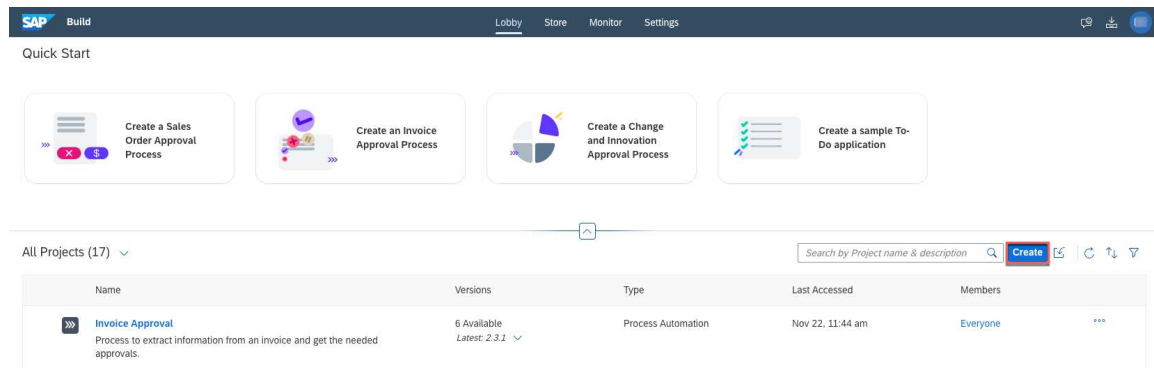 SAP Build
Lobby Store Monitor Settings
Quick Start
Create a Sales
Order Approval
Process
Create an Invoice
Approval Process
Create a Change
and Innovation
Approval Process
Create a sample To-
Do application
All Projects (17)
Search by Project name & description
Create
Name Versions Type Last Accessed Members
Invoice Approval 6 Available Process Automation Nov 22, 11:44 am Everyone
Process to extract information from an invoice and get the needed Latest: 2.3.1
approvals.